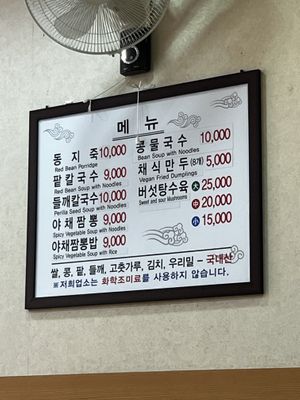 메뉴
동지죽 10,000
Red Bean Porridge
팥칼국수 9,000
Red Bean Soup with Noodles
들깨칼국수 10,000
Perilla Seed Soup with Noodles
야채짬뽕 9,000
Spicy Vegetable Soup with Noodles
야채짬뽕밥 9,000
Spicy Vegetable Soup with Rice
콩물국수 10,000
Bean Soup with Noodles
채식만두(8개) 5,000
Vegan Fried Dumplings
버섯탕수육 大 25,000
Sweet and sour Mushrooms
中 20,000
小 15,000
쌀, 콩, 팥, 들깨, 고춧가루, 김치, 우리밀 - 국내산
※ 저희업소는 화학조미료를 사용하지 않습니다.